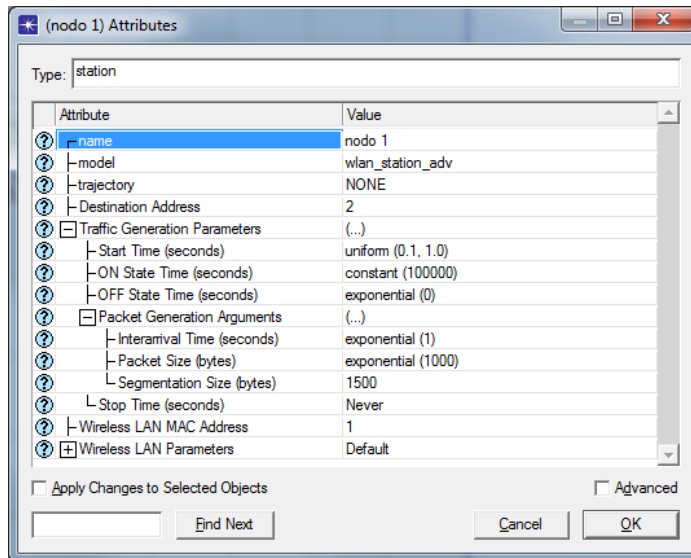 (nodo 1) Attributes
Type: station
Attribute Value
name nodo 1
model wlan_station_adv
trajectory NONE
Destination Address 2
Traffic Generation Parameters (...)
Start Time (seconds) uniform (0.1, 1.0)
ON State Time (seconds) constant (100000)
OFF State Time (seconds) exponential (0)
Packet Generation Arguments (...)
Interarrival Time (seconds) exponential (1)
Packet Size (bytes) exponential (1000)
Segmentation Size (bytes) 1500
Stop Time (seconds) Never
Wireless LAN MAC Address 1
Wireless LAN Parameters Default
Apply Changes to Selected Objects Advanced
Find Next Cancel OK